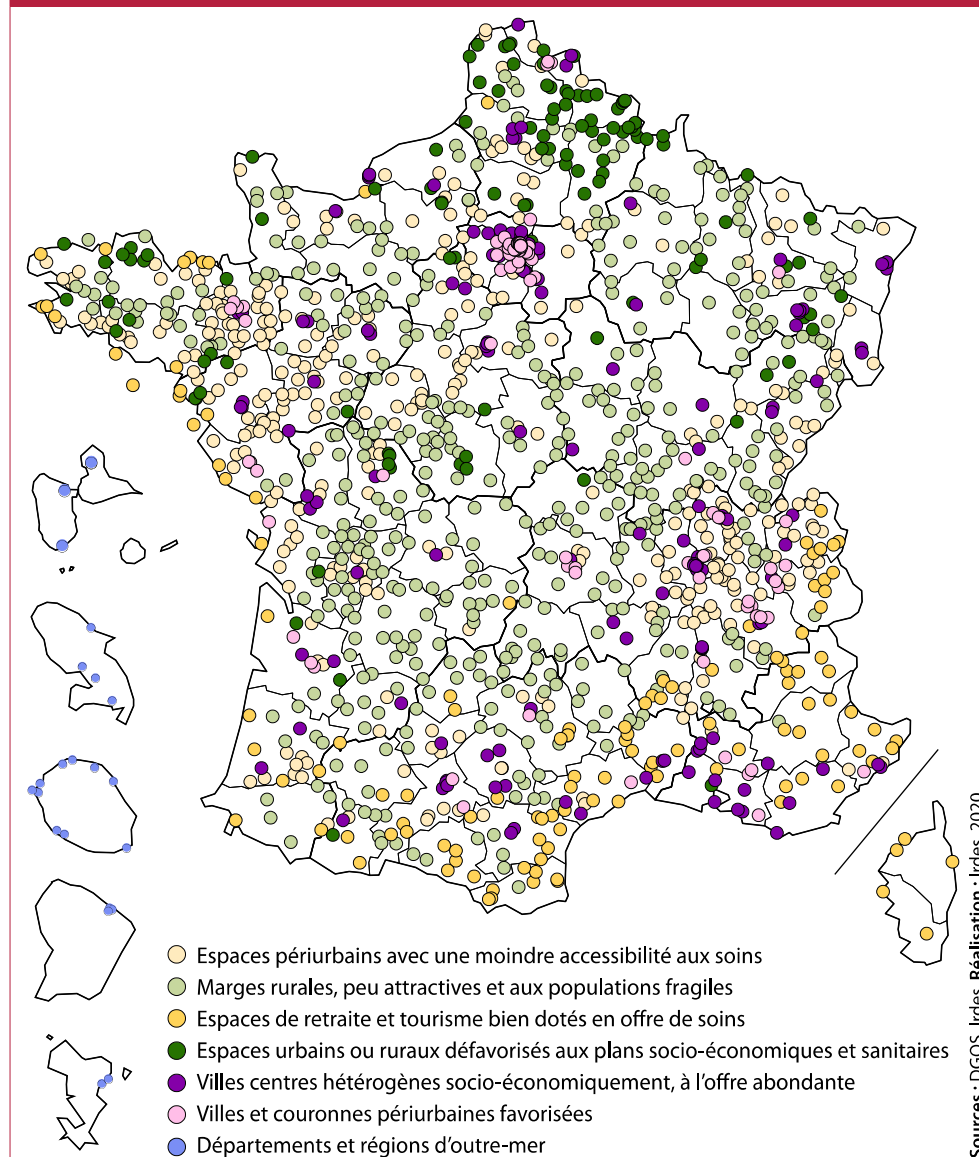 Espaces périurbains avec une moindre accessibilité aux soins
Marges rurales, peu attractives et aux populations fragiles
Espaces de retraite et tourisme bien dotés en offre de soins
Espaces urbains ou ruraux défavorisés aux plans socio-économiques et sanitaires
Villes centres hétérogènes socio-économiquement, à l’offre abondante
Villes et couronnes périurbaines favorisées
Départements et régions d’outre-mer
Sources : DGOS, Irdes. Réalisation : Irdes, 2020